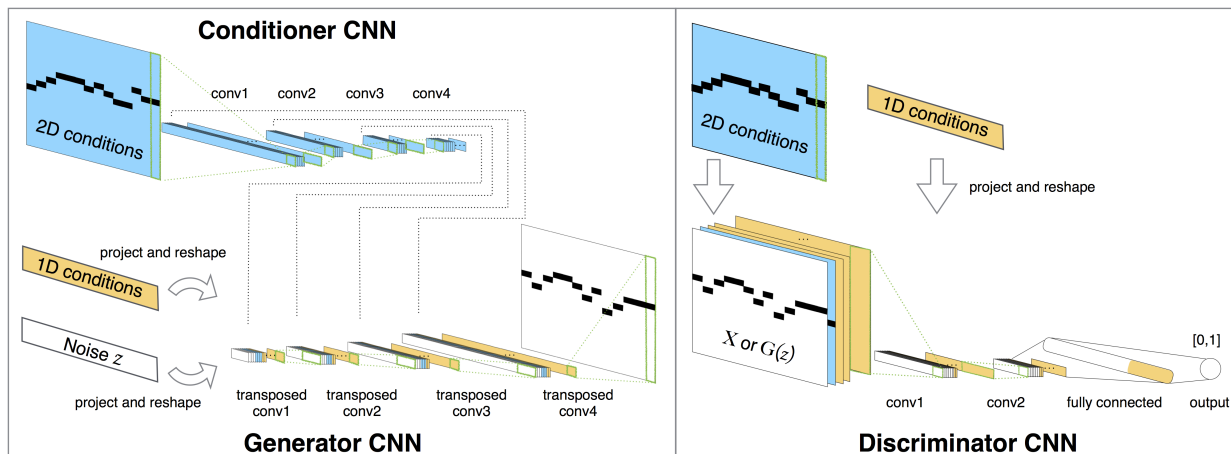 Conditioner CNN
conv1
conv2
conv3
conv4
2D conditions
project and reshape
1D conditions
Noise z
project and reshape
transposed
conv1
transposed
conv2
transposed
conv3
transposed
conv4
Generator CNN
2D conditions
1D conditions
project and reshape
X or G(z)
[0,1]
conv1
conv2
fully connected
output
Discriminator CNN